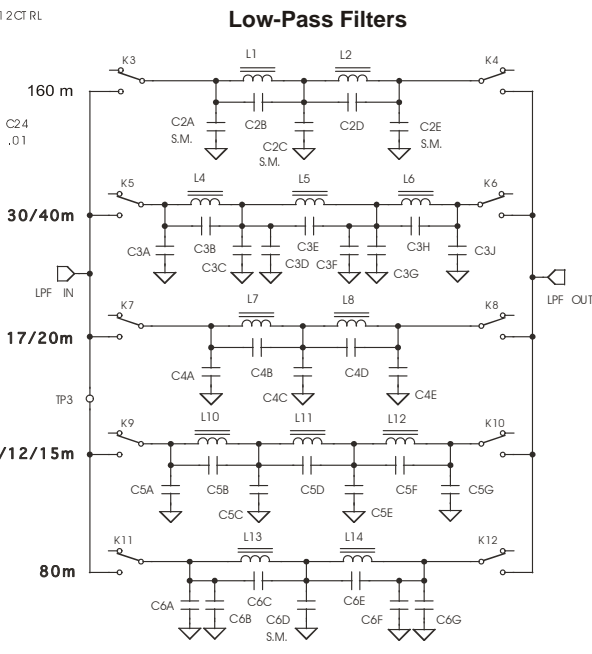 12CTRL
Low-Pass Filters
K3 L1 L2 K4
160 m
C24
.01
C2A
S.M.
C2B
C2C
S.M.
C2D
C2E
S.M.
K5 L4 L5 L6 K6
30/40m
C3A C3B C3C C3D C3E C3F C3G C3H C3J
LPF IN
LPF OUT
K7 L7 L8 K8
17/20m
C4A C4B C4C C4D C4E
TP3
K9 L10 L11 L12 K10
/12/15m
C5A C5B C5C C5D C5E C5F C5G
K11 L13 L14 K12
80m
C6A C6B C6C C6D
S.M.
C6E C6F C6G